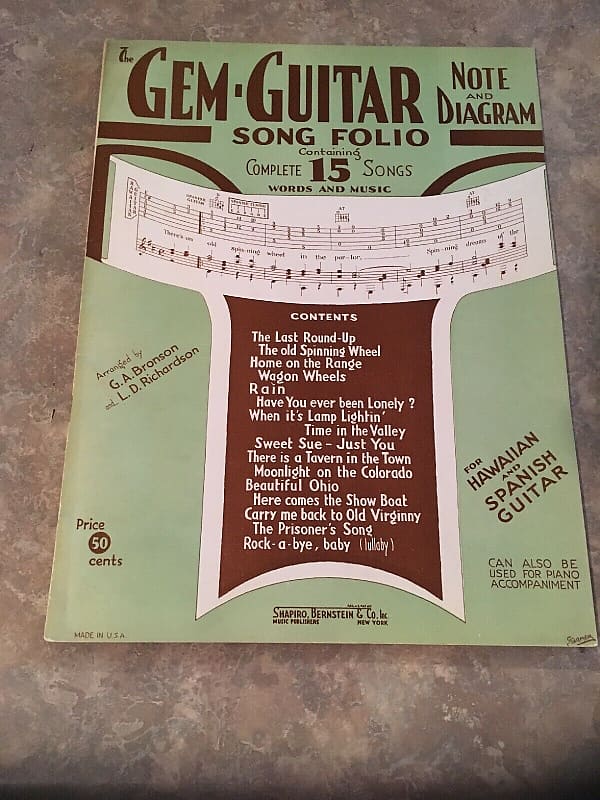 The GEM-GUITAR
SONG FOLIO
NOTE
AND
DIAGRAM
Containing
COMPLETE 15 SONGS
WORDS AND MUSIC
SPANISH
GUITAR
A7
A7
There's an old spin-ning wheel in the par-lor, Spin-ning dreams of the
CONTENTS
The Last Round-Up
The old Spinning Wheel
Home on the Range
Wagon Wheels
Rain
Have You ever been Lonely ?
When it's Lamp Lightin'
Time in the Valley
Sweet Sue - Just You
There is a Tavern in the Town
Moonlight on the Colorado
Beautiful Ohio
Here comes the Show Boat
Carry me back to Old Virginny
The Prisoner's Song
Rock-a-bye, baby (lullaby)
Arranged by
G.A. Bronson
and L.D. Richardson
FOR
HAWAIIAN
AND
SPANISH
GUITAR
Price
50
cents
CAN ALSO BE
USED FOR PIANO
ACCOMPANIMENT
SHAPIRO, BERNSTEIN & Co. Inc.
MUSIC PUBLISHERS NEW YORK
MADE IN U.S.A.